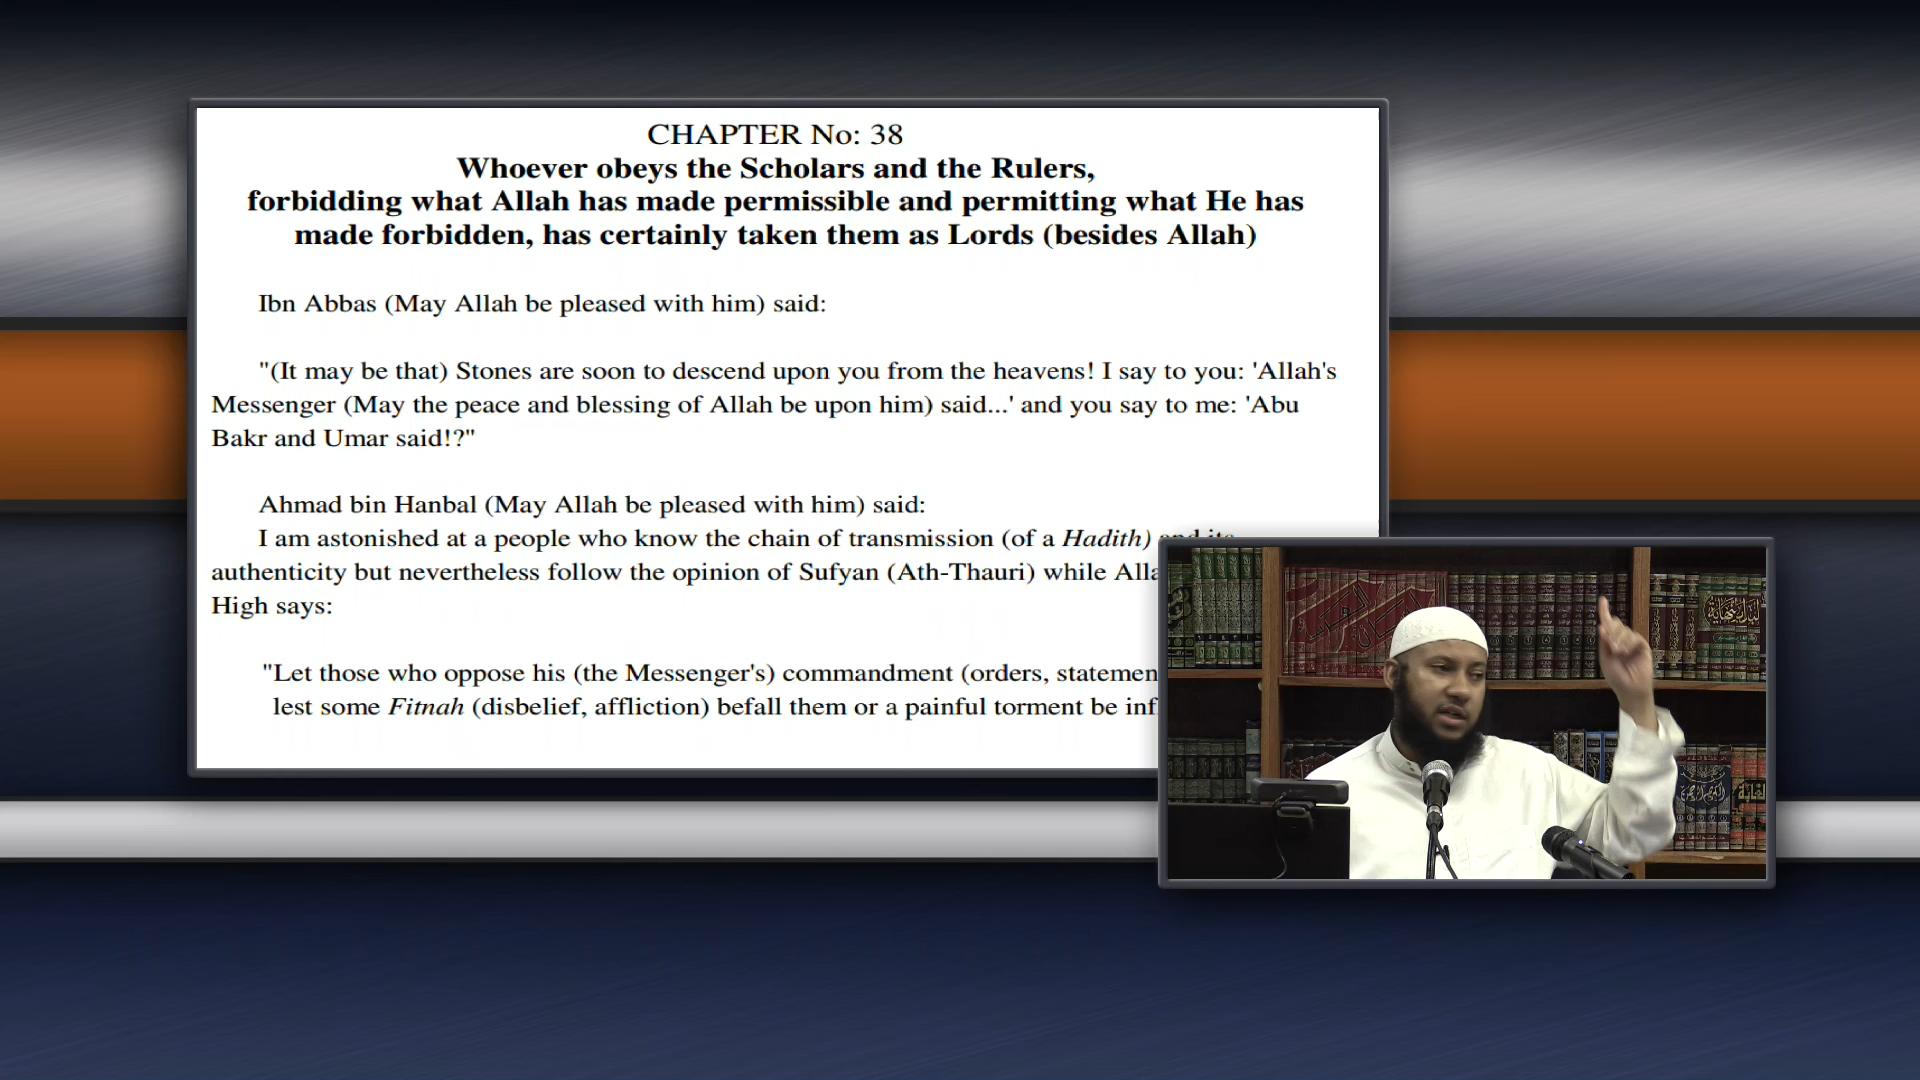 CHAPTER No: 38
Whoever obeys the Scholars and the Rulers,
forbidding what Allah has made permissible and permitting what He has
made forbidden, has certainly taken them as Lords (besides Allah)
Ibn Abbas (May Allah be pleased with him) said:
"(It may be that) Stones are soon to descend upon you from the heavens! I say to you: 'Allah's
Messenger (May the peace and blessing of Allah be upon him) said...' and you say to me: 'Abu
Bakr and Umar said!?"
Ahmad bin Hanbal (May Allah be pleased with him) said:
I am astonished at a people who know the chain of transmission (of a Hadith) and its
authenticity but nevertheless follow the opinion of Sufyan (Ath-Thauri) while
High says:
"Let those who oppose his (the Messenger's) commandment (orders,
lest some Fitnah (disbelief, affliction) befall them or a painful torment be